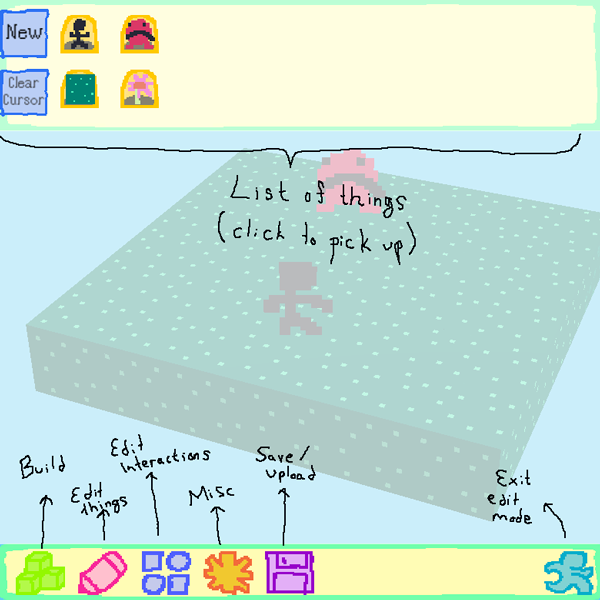 New
Clear
Cursor
List of things
(click to pick up)
Build
Edit
things
Edit
interactions
Misc
Save/
upload
Exit
edit
mode